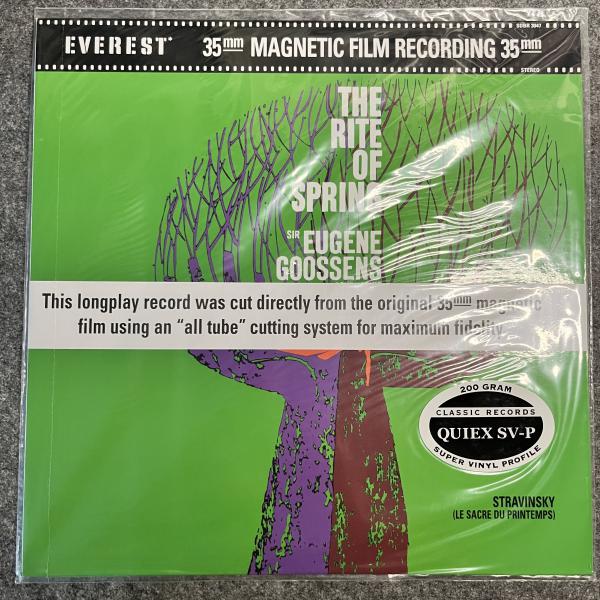 SDBR 3047
EVEREST
35mm MAGNETIC FILM RECORDING 35mm
STEREO
THE
RITE
OF
SPRING
SIR EUGENE
GOOSSENS
This longplay record was cut directly from the original 35mm magnetic
film using an "all tube" cutting system for maximum fidelity.
200 GRAM
CLASSIC RECORDS
QUIEX SV-P
SUPER VINYL PROFILE
STRAVINSKY
(LE SACRE DU PRINTEMPS)